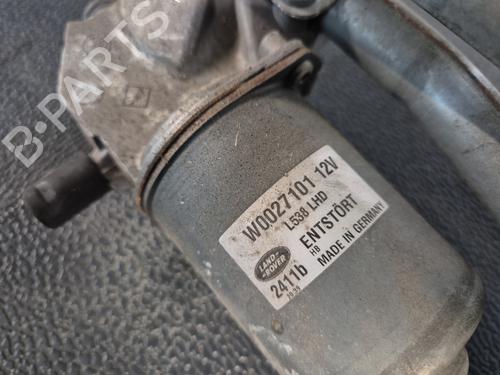 B-PARTS
W0027101 12V
L538 LHD
ENTSTÖRT
HB MADE IN GERMANY
LAND-
-ROVER
2411b